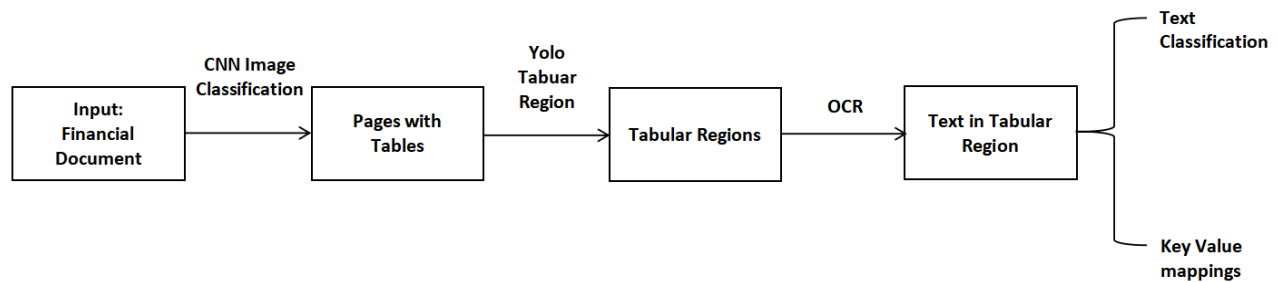 Input:
Financial
Document
CNN Image
Classification
Pages with
Tables
Yolo
Tabuar
Region
Tabular Regions
OCR
Text in Tabular
Region
Text
Classification
Key Value
mappings